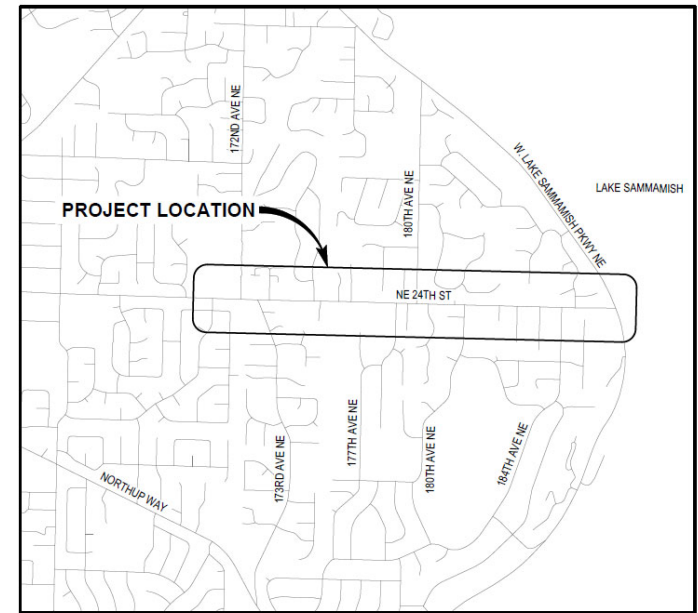 172ND AVE NE
W. LAKE SAMMAMISH PKWY NE
LAKE SAMMAMISH
180TH AVE NE
PROJECT LOCATION
NE 24TH ST
177TH AVE NE
173RD AVE NE
180TH AVE NE
184TH AVE NE
NORTHUP WAY